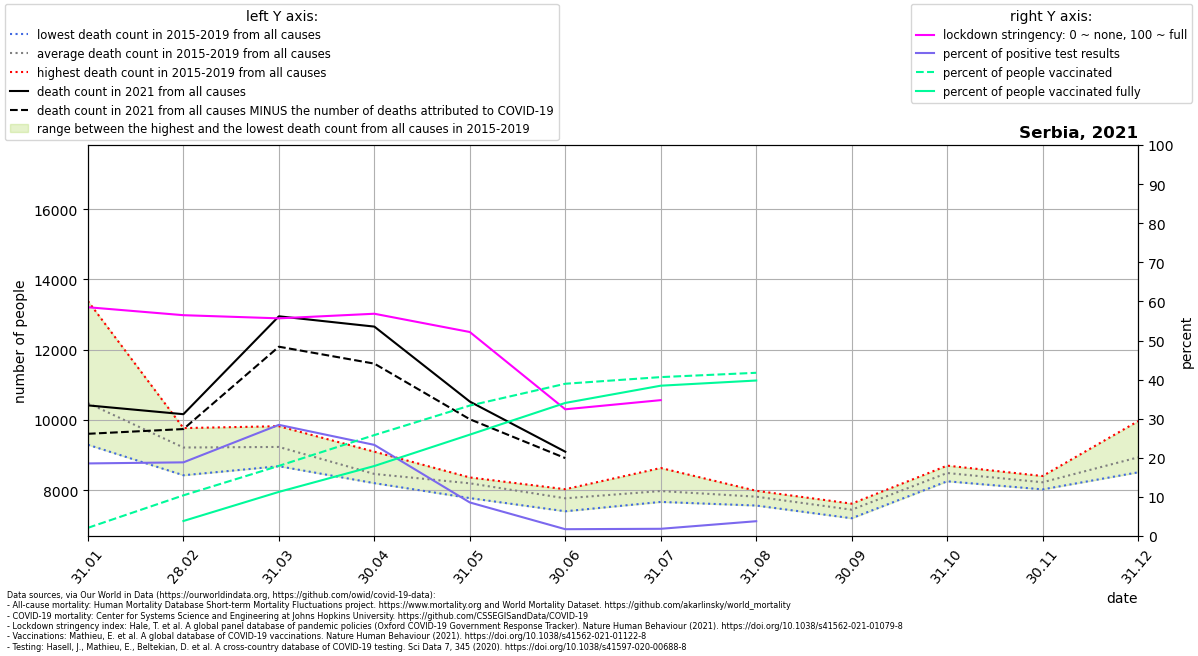 left Y axis:
lowest death count in 2015-2019 from all causes
average death count in 2015-2019 from all causes
highest death count in 2015-2019 from all causes
death count in 2021 from all causes
death count in 2021 from all causes MINUS the number of deaths attributed to COVID-19
range between the highest and the lowest death count from all causes in 2015-2019
right Y axis:
lockdown stringency: 0 ~ none, 100 ~ full
percent of positive test results
percent of people vaccinated
percent of people vaccinated fully
Serbia, 2021
number of people
16000
14000
12000
10000
8000
100
90
80
70
60
50
40
30
20
10
0
percent
31.01
28.02
31.03
30.04
31.05
30.06
31.07
31.08
30.09
31.10
30.11
31.12
date
Data sources, via Our World in Data (https://ourworldindata.org, https://github.com/owid/covid-19-data):
- All-cause mortality: Human Mortality Database Short-term Mortality Fluctuations project. https://www.mortality.org and World Mortality Dataset. https://github.com/akarlinsky/world_mortality
- COVID-19 mortality: Center for Systems Science and Engineering at Johns Hopkins University. https://github.com/CSSEGISandData/COVID-19
- Lockdown stringency index: Hale, T. et al. A global panel database of pandemic policies (Oxford COVID-19 Government Response Tracker). Nature Human Behaviour (2021). https://doi.org/10.1038/s41562-021-01079-8
- Vaccinations: Mathieu, E. et al. A global database of COVID-19 vaccinations. Nature Human Behaviour (2021). https://doi.org/10.1038/s41562-021-01122-8
- Testing: Hasell, J., Mathieu, E., Beltekian, D. et al. A cross-country database of COVID-19 testing. Sci Data 7, 345 (2020). https://doi.org/10.1038/s41597-020-00688-8